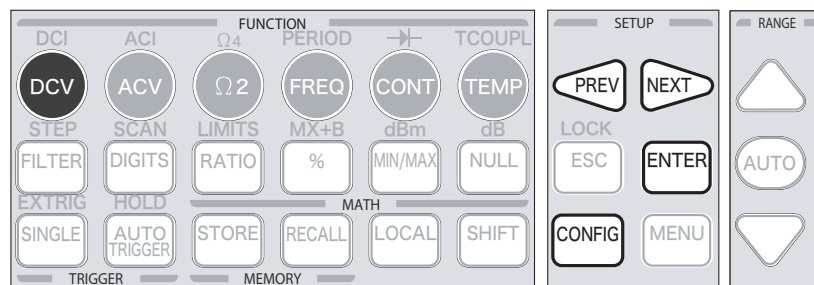 FUNCTION
DCI ACI Ω4 PERIOD TCOUPL
DCV ACV Ω2 FREQ CONT TEMP
STEP SCAN LIMITS MX+B dBm dB
FILTER DIGITS RATIO % MIN/MAX NULL
EXTRIG HOLD MATH
SINGLE AUTO TRIGGER STORE RECALL LOCAL SHIFT
TRIGGER MEMORY
SETUP
PREV NEXT
LOCK
ESC ENTER
CONFIG MENU
RANGE
AUTO